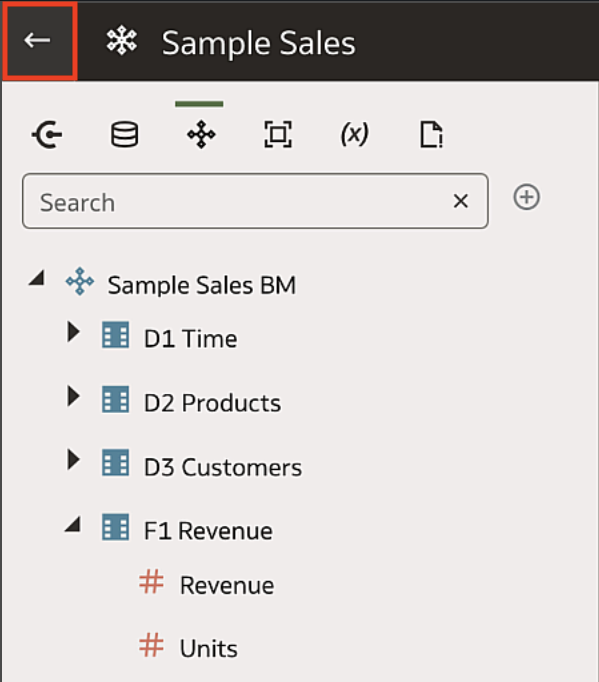 Sample Sales
(x)
Search
Sample Sales BM
D1 Time
D2 Products
D3 Customers
F1 Revenue
# Revenue
# Units